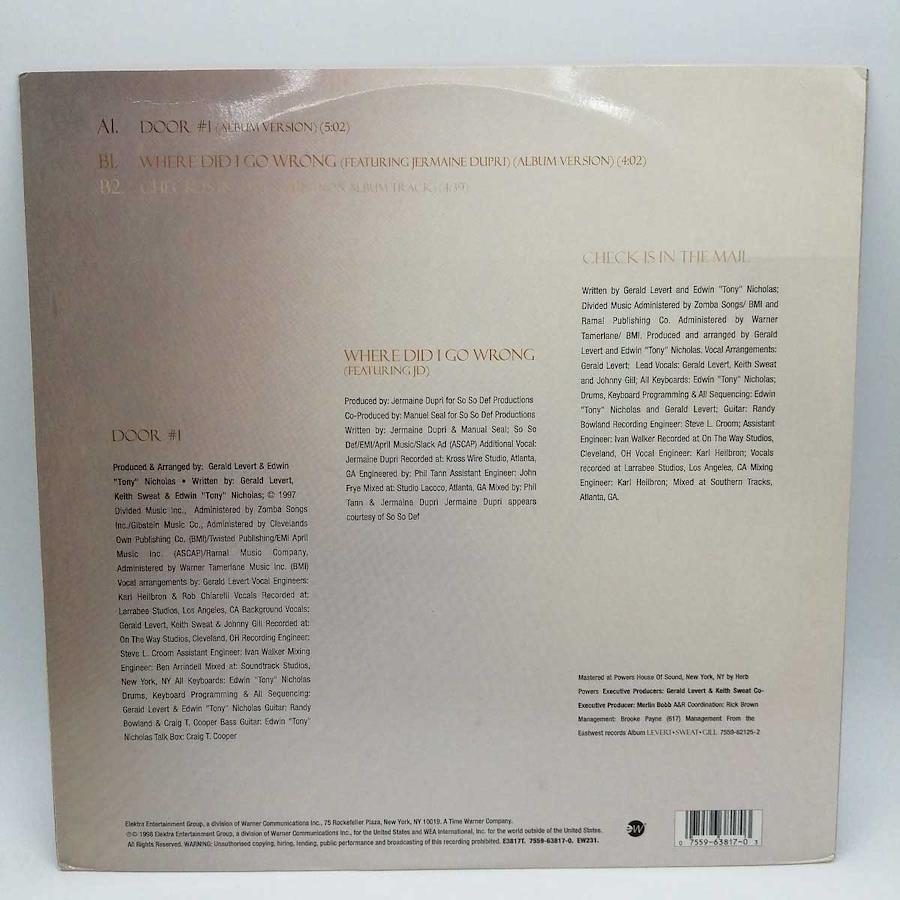 A1. DOOR #1 (ALBUM VERSION) (5:02)
B1. WHERE DID I GO WRONG (FEATURING JERMAINE DUPRI) (ALBUM VERSION) (4:02)
B2. CHECK IS IN THE MAIL (NON ALBUM TRACK) (4:39)
CHECK IS IN THE MAIL
Written by Gerald Levert and Edwin "Tony" Nicholas;
Divided Music Administered by Zomba Songs/ BMI and
Ramal Publishing Co. Administered by Warner
Tamerlane/ BMI. Produced and arranged by Gerald
Levert and Edwin "Tony" Nicholas. Vocal Arrangements:
Gerald Levert; Lead Vocals: Gerald Levert, Keith Sweat
and Johnny Gill; All Keyboards: Edwin "Tony" Nicholas;
Drums, Keyboard Programming & All Sequencing: Edwin
"Tony" Nicholas and Gerald Levert; Guitar: Randy
Bowland Recording Engineer: Steve L. Croom; Assistant
Engineer: Ivan Walker Recorded at On The Way Studios,
Cleveland, OH Vocal Engineer: Karl Heilbron; Vocals
recorded at Larrabee Studios, Los Angeles, CA Mixing
Engineer: Karl Heilbron; Mixed at Southern Tracks,
Atlanta, GA.
WHERE DID I GO WRONG
(FEATURING JD)
Produced by: Jermaine Dupri for So So Def Productions
Co-Produced by: Manuel Seal for So So Def Productions
Written by: Jermaine Dupri & Manuel Seal; So So
Def/EMI/April Music/Slack Ad (ASCAP) Additional Vocal:
Jermaine Dupri Recorded at: Kross Wire Studio, Atlanta,
GA Engineered by: Phil Tann Assistant Engineer: John
Frye Mixed at: Studio Lacoco, Atlanta, GA Mixed by: Phil
Tann & Jermaine Dupri Jermaine Dupri appears
courtesy of So So Def
DOOR #1
Produced & Arranged by: Gerald Levert & Edwin
"Tony" Nicholas • Written by: Gerald Levert,
Keith Sweat & Edwin "Tony" Nicholas; © 1997
Divided Music Inc., Administered by Zomba Songs
Inc./Gibstein Music Co., Administered by Clevelands
Own Publishing Co. (BMI)/Twisted Publishing/EMI April
Music Inc. (ASCAP)/Ramal Music Company,
Administered by Warner Tamerlane Music Inc. (BMI)
Vocal arrangements by: Gerald Levert Vocal Engineers:
Karl Heilbron & Rob Chiarelli Vocals Recorded at:
Larrabee Studios, Los Angeles, CA Background Vocals:
Gerald Levert, Keith Sweat & Johnny Gill Recorded at:
On The Way Studios, Cleveland, OH Recording Engineer:
Steve L. Croom Assistant Engineer: Ivan Walker Mixing
Engineer: Ben Arrindell Mixed at: Soundtrack Studios,
New York, NY All Keyboards: Edwin "Tony" Nicholas
Drums, Keyboard Programming & All Sequencing:
Gerald Levert & Edwin "Tony" Nicholas Guitar: Randy
Bowland & Craig T. Cooper Bass Guitar: Edwin "Tony"
Nicholas Talk Box: Craig T. Cooper
Mastered at Powers House Of Sound, New York, NY by Herb
Powers Executive Producers: Gerald Levert & Keith Sweat Co-
Executive Producer: Merlin Bobb A&R Coordination: Rick Brown
Management: Brooke Payne (617) Management From the
Eastwest records Album LEVERT•SWEAT•GILL 7559-62125-2
Elektra Entertainment Group, a division of Warner Communications Inc., 75 Rockefeller Plaza, New York, NY 10019. A Time Warner Company.
℗© 1998 Elektra Entertainment Group, a division of Warner Communications Inc., for the United States and WEA International, Inc. for the world outside of the United States.
All Rights Reserved. WARNING: Unauthorised copying, hiring, lending, public performance and broadcasting of this recording prohibited. E3817T. 7559-63817-0. EW231.
eW
0 7559-63817-0 1